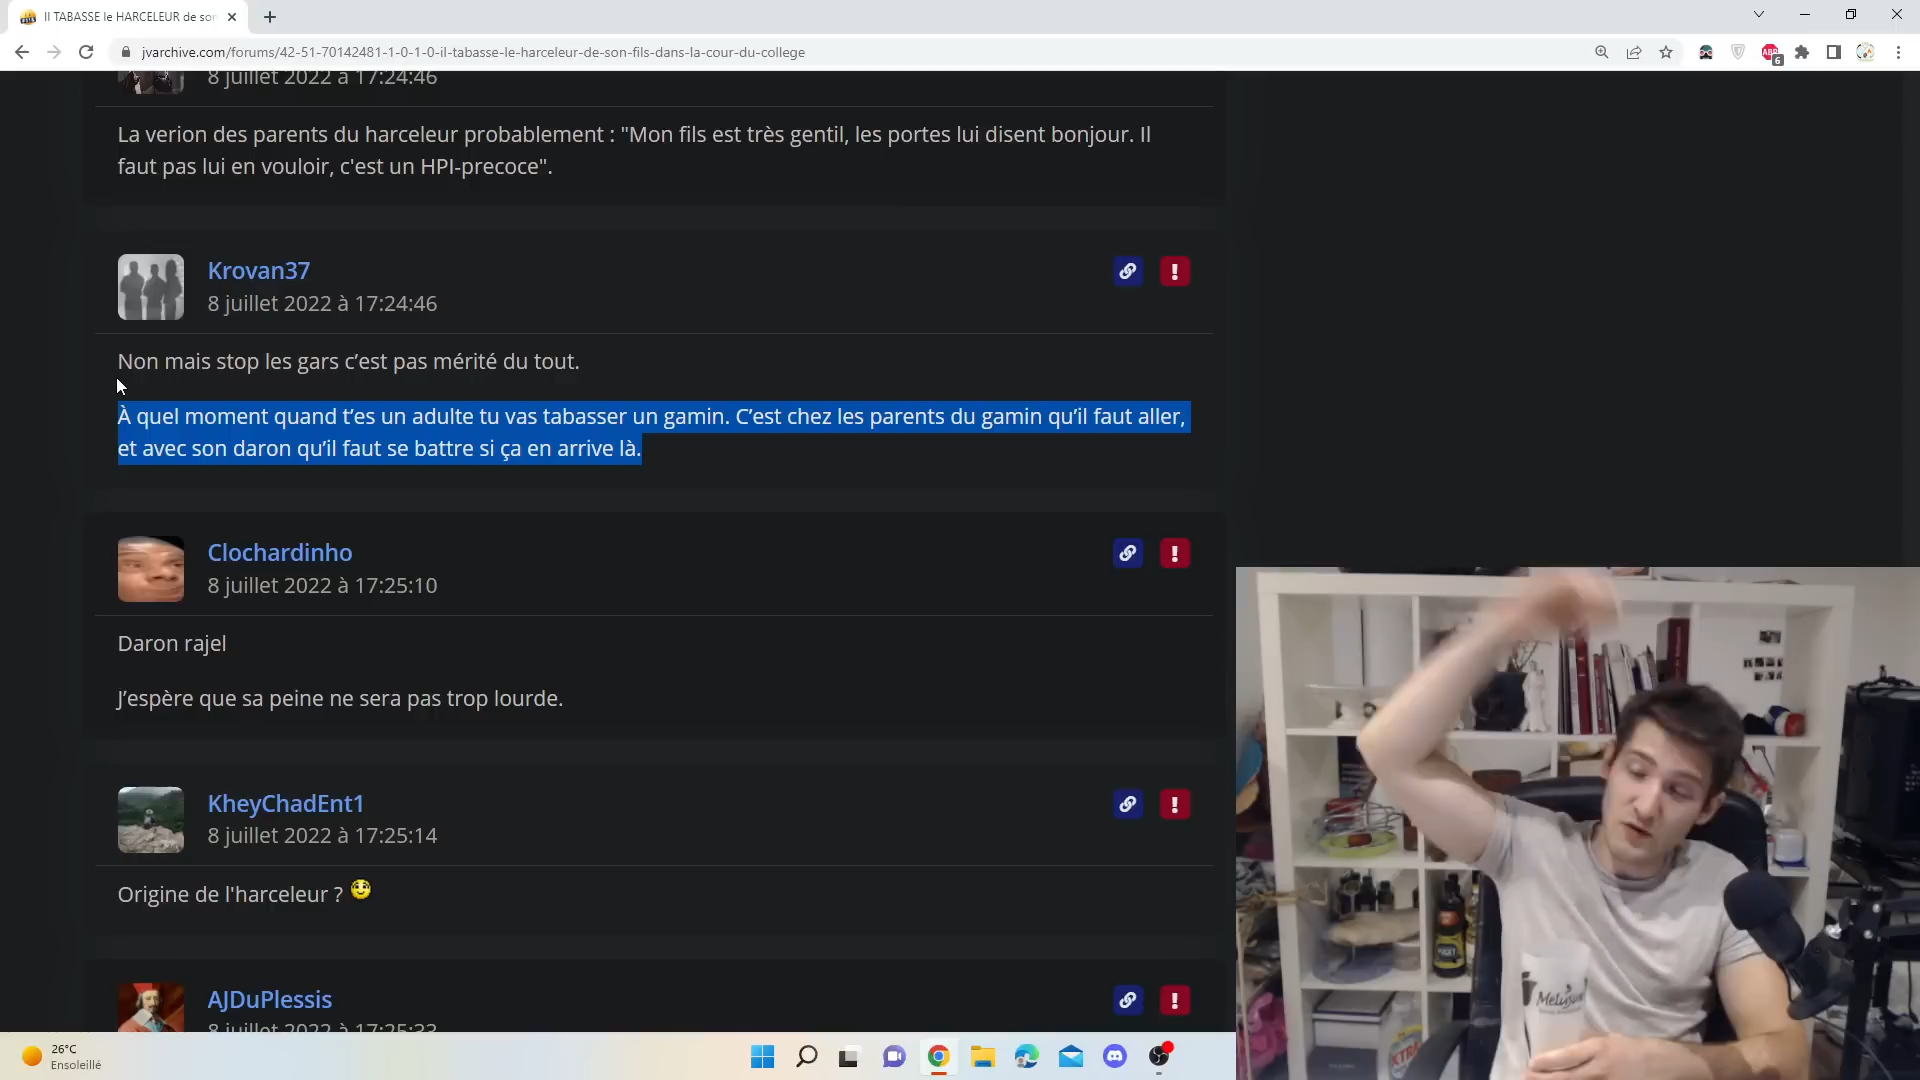 Il TABASSE le HARCELEUR de son
jvarchive.com/forums/42-51-70142481-1-0-1-0-il-tabasse-le-harceleur-de-son-fils-dans-la-cour-du-college
ABP
6
8 juillet 2022 à 17:24:46
La verion des parents du harceleur probablement : "Mon fils est très gentil, les portes lui disent bonjour. Il
faut pas lui en vouloir, c'est un HPI-precoce".
Krovan37
8 juillet 2022 à 17:24:46
Non mais stop les gars c’est pas mérité du tout.
À quel moment quand t’es un adulte tu vas tabasser un gamin. C’est chez les parents du gamin qu’il faut aller,
et avec son daron qu’il faut se battre si ça en arrive là.
Clochardinho
8 juillet 2022 à 17:25:10
Daron rajel
J’espère que sa peine ne sera pas trop lourde.
KheyChadEnt1
8 juillet 2022 à 17:25:14
Origine de l'harceleur ?
AJDuPlessis
8 juillet 2022 à 17:25:33
26°C
Ensoleillé